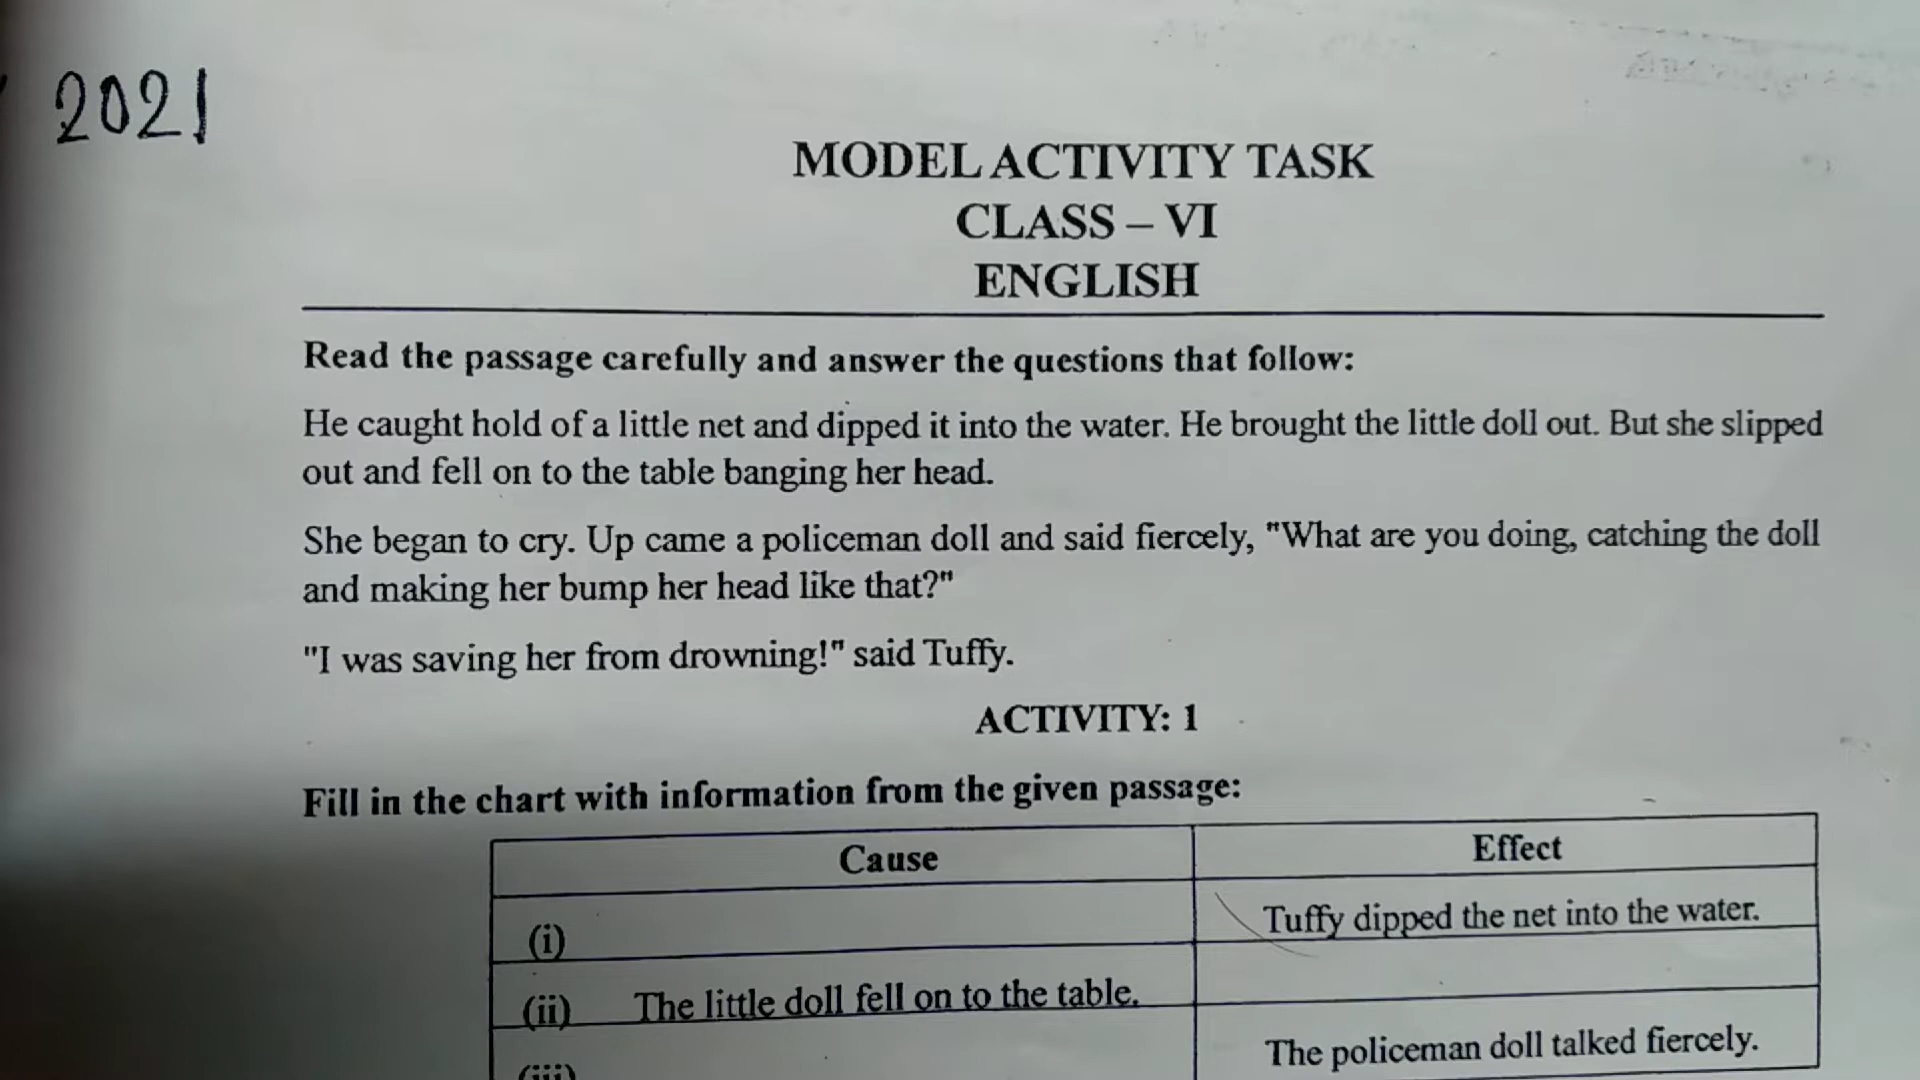 2021
MODEL ACTIVITY TASK
CLASS – VI
ENGLISH
Read the passage carefully and answer the questions that follow:
He caught hold of a little net and dipped it into the water. He brought the little doll out. But she slipped
out and fell on to the table banging her head.
She began to cry. Up came a policeman doll and said fiercely, "What are you doing, catching the doll
and making her bump her head like that?"
"I was saving her from drowning!" said Tuffy.
ACTIVITY: 1
Fill in the chart with information from the given passage:
Cause Effect
(i) Tuffy dipped the net into the water.
(ii) The little doll fell on to the table.
(iii) The policeman doll talked fiercely.